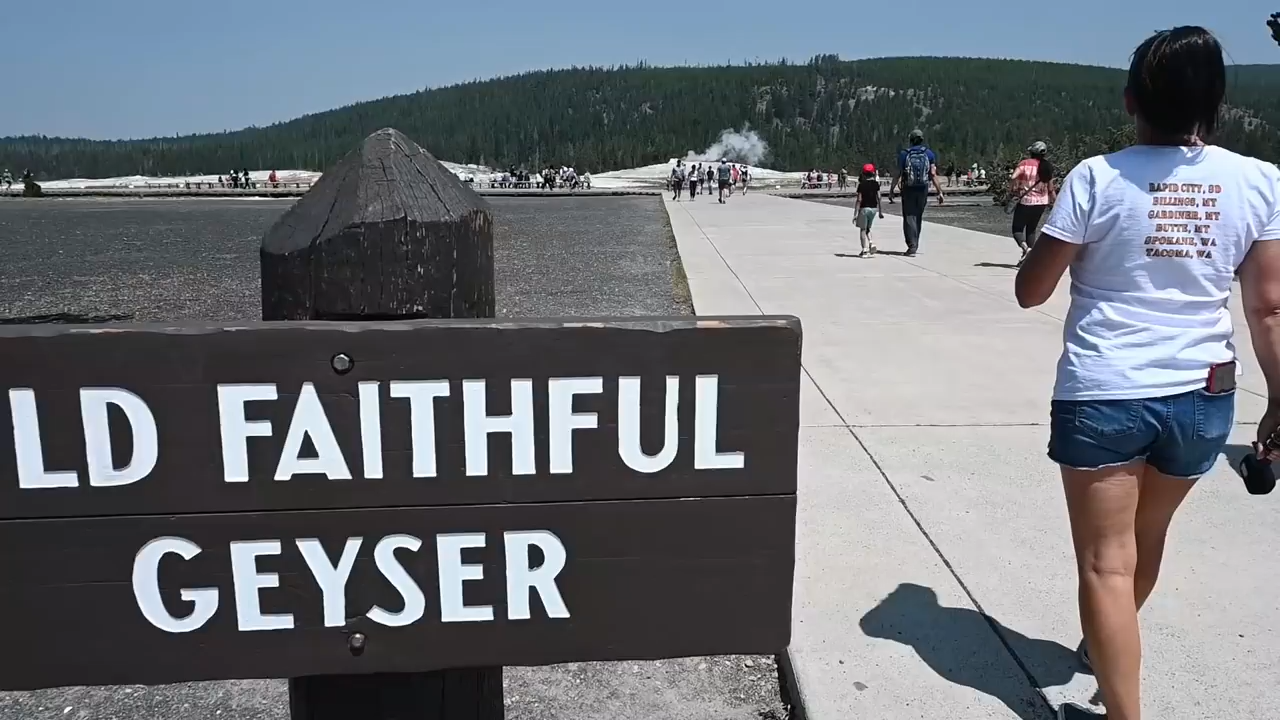 LD FAITHFUL
GEYSER
RAPID CITY, SD
BILLINGS, MT
GARDINER, MT
BUTTE, MT
SPOKANE, WA
TACOMA, WA